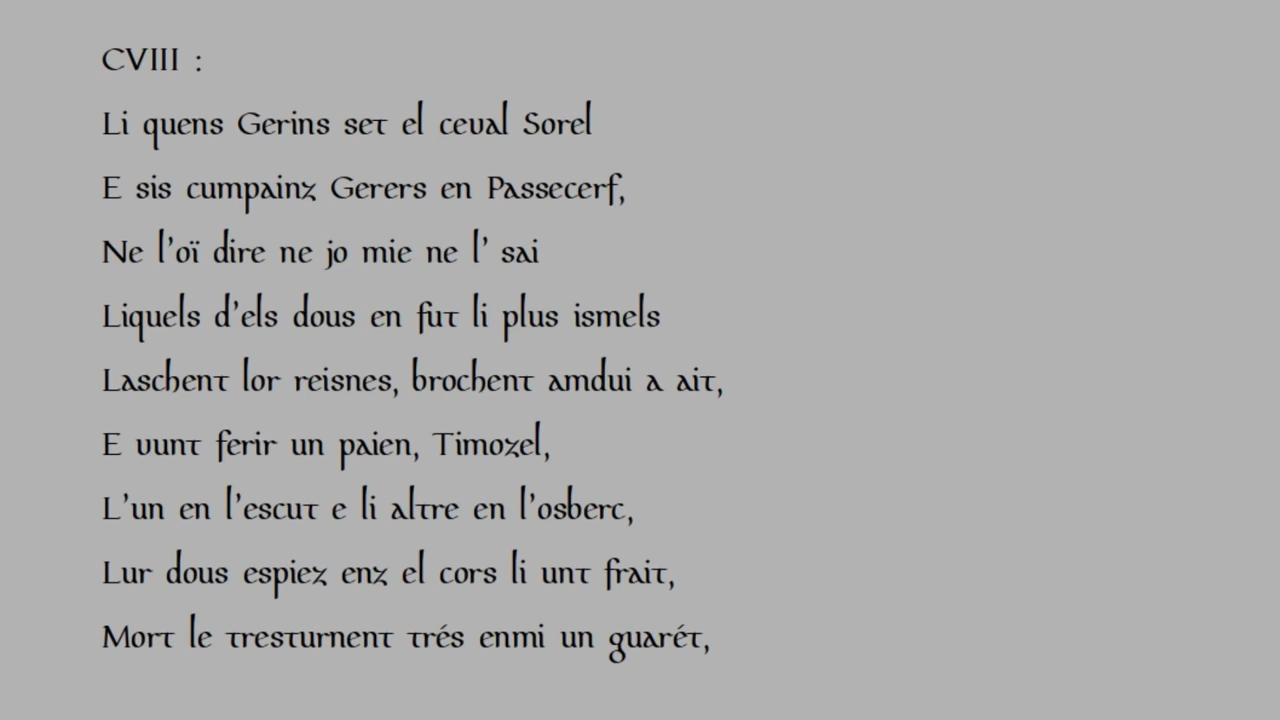 CVIII :
Li quens Gerins set el ceval Sorel
E sis cumpainz Gerers en Passecerf,
Ne l’oï dire ne jo mie ne l’ sai
Liquels d’els dous en fut li plus ismels
Laschent lor reisnes, brochent amdui a ait,
E vunt ferir un paien, Timozel,
L’un en l’escut e li altre en l’osberc,
Lur dous espiez enz el cors li unt frait,
Mort le tresturnent trés enmi un guarét,